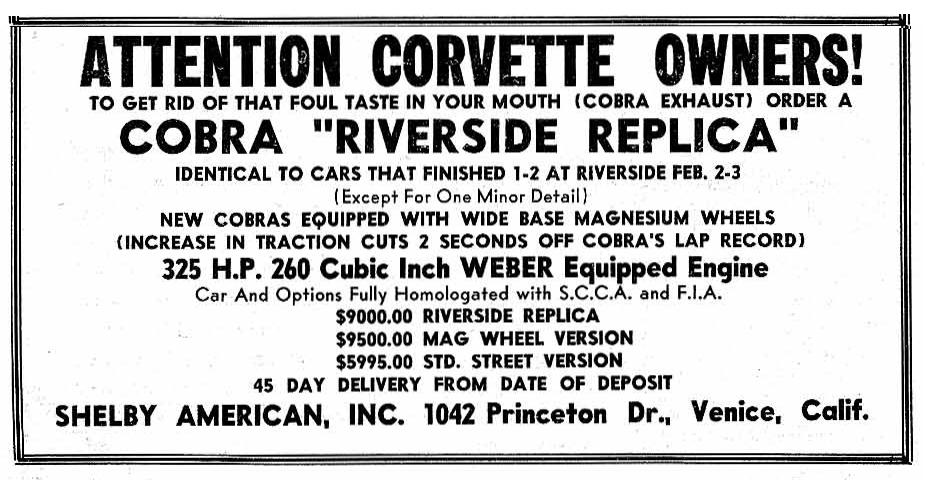 ATTENTION CORVETTE OWNERS!
TO GET RID OF THAT FOUL TASTE IN YOUR MOUTH (COBRA EXHAUST) ORDER A
COBRA "RIVERSIDE REPLICA"
IDENTICAL TO CARS THAT FINISHED 1-2 AT RIVERSIDE FEB. 2-3
(Except For One Minor Detail)
NEW COBRAS EQUIPPED WITH WIDE BASE MAGNESIUM WHEELS
(INCREASE IN TRACTION CUTS 2 SECONDS OFF COBRA'S LAP RECORD)
325 H.P. 260 Cubic Inch WEBER Equipped Engine
Car And Options Fully Homologated with S.C.C.A. and F.I.A.
$9000.00 RIVERSIDE REPLICA
$9500.00 MAG WHEEL VERSION
$5995.00 STD. STREET VERSION
45 DAY DELIVERY FROM DATE OF DEPOSIT
SHELBY AMERICAN, INC. 1042 Princeton Dr., Venice, Calif.